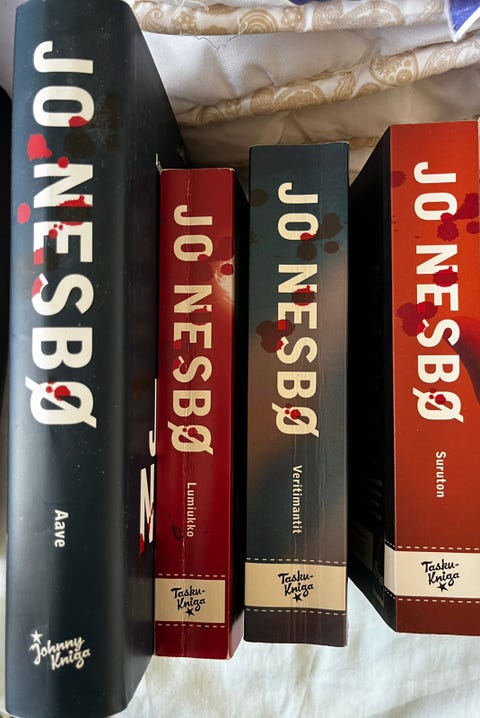 JO NESBØ
Aave
Johnny
Kniga
JO NESBØ
Lumiukko
Tasku-
Kniga
JO NESBØ
Veritimantit
Tasku-
Kniga
JO NESBØ
Suruton
Tasku-
Kniga